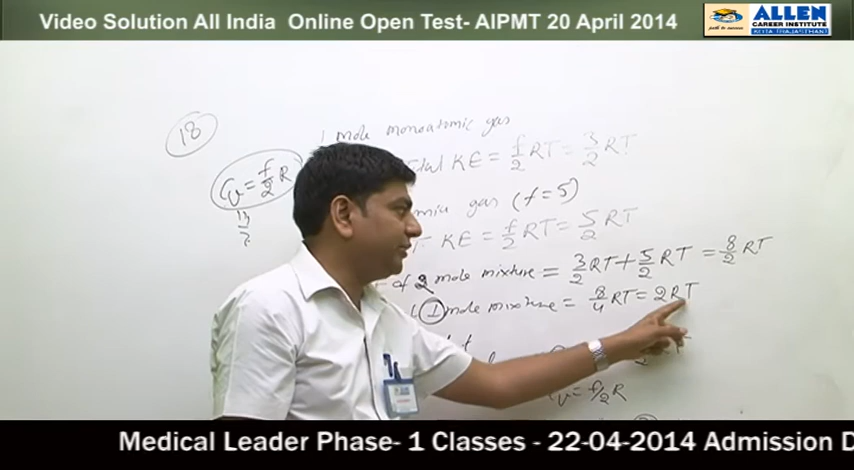 Video Solution All India Online Open Test- AIPMT 20 April 2014
ALLEN
CAREER INSTITUTE
KOTA (RAJASTHAN)
path to success
18
1 mole monoatomic gas
KE = f/2 RT = 3/2 RT
Cv = f/2 R
gas (f = 5)
KE = f/2 RT = 5/2 RT
of 2 mole mixture = 3/2 RT + 5/2 RT = 8/2 RT
1 mole mixture = 8/4 RT = 2RT
Cv = f/2 R
Medical Leader Phase- 1 Classes - 22-04-2014 Admission D